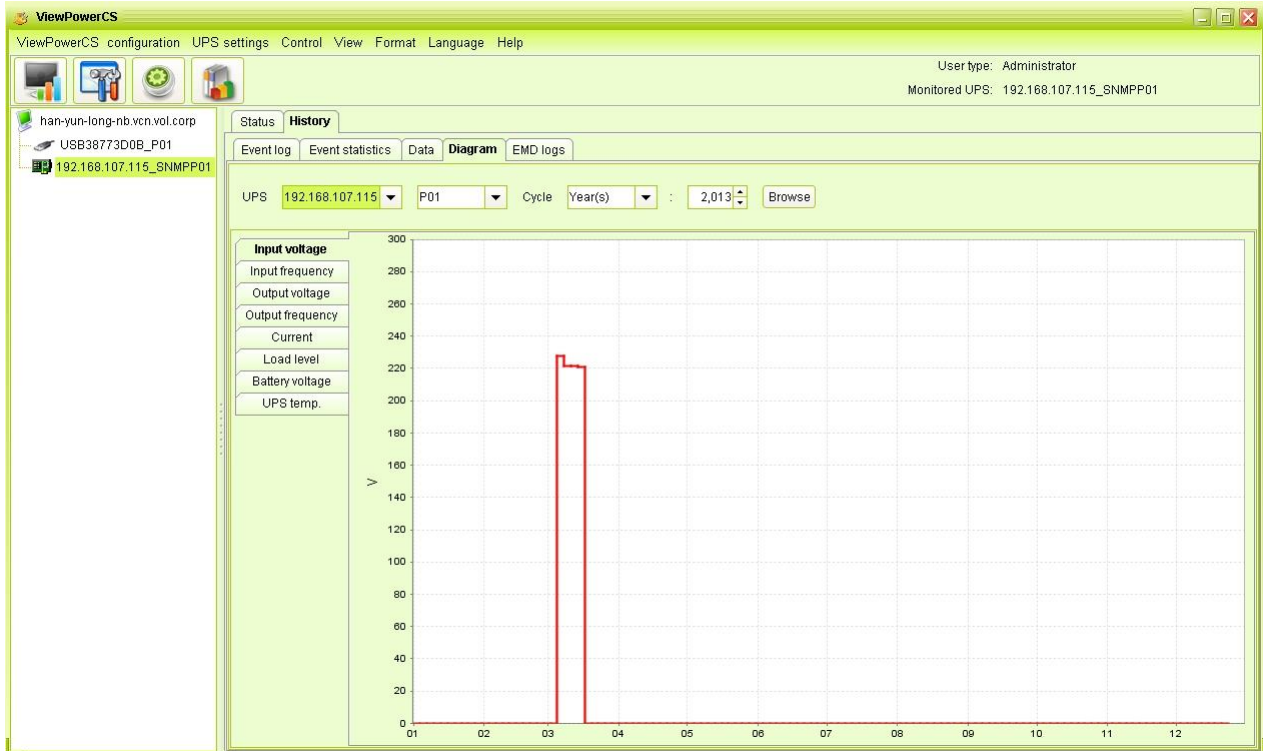 ViewPowerCS
ViewPowerCS configuration UPS settings Control View Format Language Help
User type: Administrator
Monitored UPS: 192.168.107.115_SNMPP01
han-yun-long-nb.vcn.vol.corp
USB38773D0B_P01
192.168.107.115_SNMPP01
Status History
Event log Event statistics Data Diagram EMD logs
UPS 192.168.107.115 P01 Cycle Year(s) : 2,013 Browse
Input voltage
Input frequency
Output voltage
Output frequency
Current
Load level
Battery voltage
UPS temp.
300
280
260
240
220
200
180
160
140
120
100
80
60
40
20
0
V
01 02 03 04 05 06 07 08 09 10 11 12